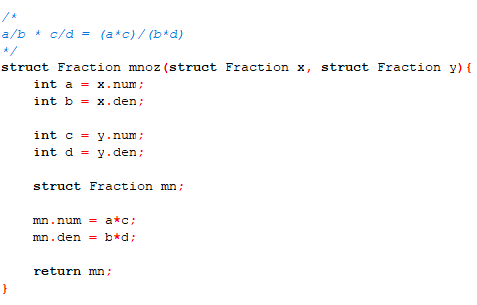 /*
a/b * c/d = (a*c)/(b*d)
*/
struct Fraction mnoz(struct Fraction x, struct Fraction y){
    int a = x.num;
    int b = x.den;

    int c = y.num;
    int d = y.den;

    struct Fraction mn;

    mn.num = a*c;
    mn.den = b*d;

    return mn;
}